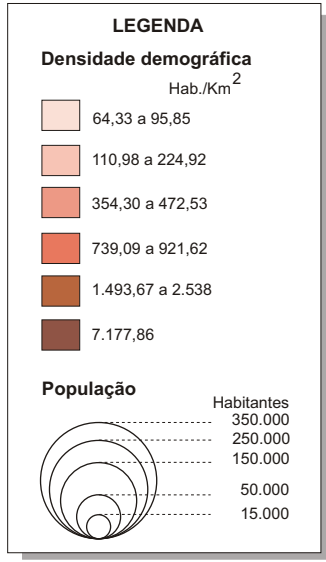 LEGENDA
Densidade demográfica
Hab./Km²
64,33 a 95,85
110,98 a 224,92
354,30 a 472,53
739,09 a 921,62
1.493,67 a 2.538
7.177,86
População
Habitantes
350.000
250.000
150.000
50.000
15.000